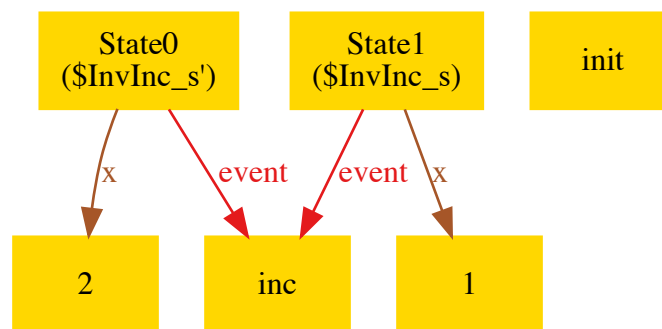 State0
($InvInc_s')
State1
($InvInc_s)
init
x
event
event
x
2
inc
1